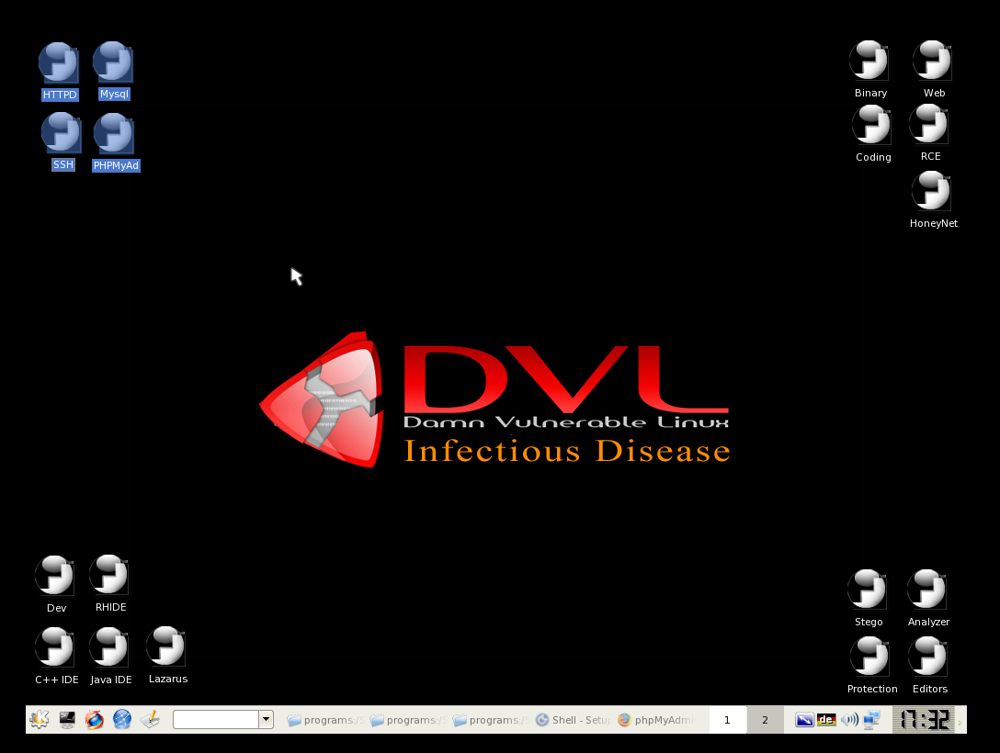 HTTPD Mysql
SSH PHPMyAd
Binary Web
Coding RCE
HoneyNet
DVL
Damn Vulnerable Linux
Infectious Disease
Dev RHIDE
C++ IDE Java IDE Lazarus
Stego Analyzer
Protection Editors
programs:/ programs:/ programs:/ Shell - Setup phpMyAdm 1 2 de 17:32